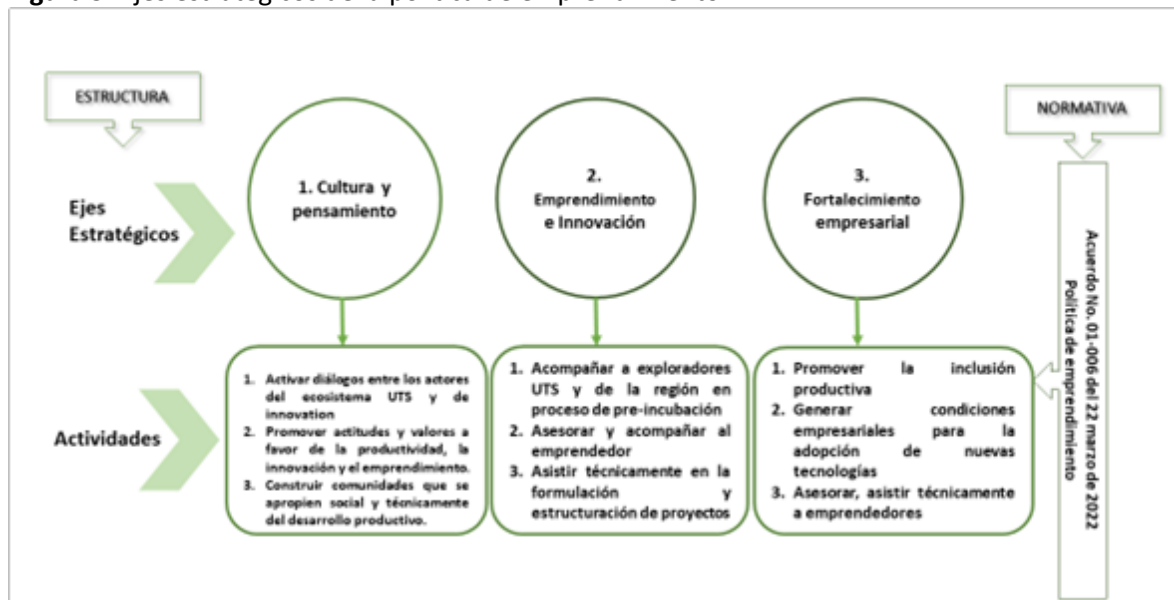 ESTRUCTURA
NORMATIVA
Ejes
Estratégicos
1. Cultura y
pensamiento
2.
Emprendimiento
e Innovación
3.
Fortalecimiento
empresarial
Acuerdo No. 01-006 del 22 marzo de 2022
Política de emprendimiento
Actividades
1. Activar diálogos entre los actores
del ecosistema UTS y de
innovation
2. Promover actitudes y valores a
favor de la productividad, la
innovación y el emprendimiento.
3. Construir comunidades que se
apropien social y técnicamente
del desarrollo productivo.
1. Acompañar a exploradores
UTS y de la región en
proceso de pre-incubación
2. Asesorar y acompañar al
emprendedor
3. Asistir técnicamente en la
formulación y
estructuración de proyectos
1. Promover la inclusión
productiva
2. Generar condiciones
empresariales para la
adopción de nuevas
tecnologías
3. Asesorar, asistir técnicamente
a emprendedores